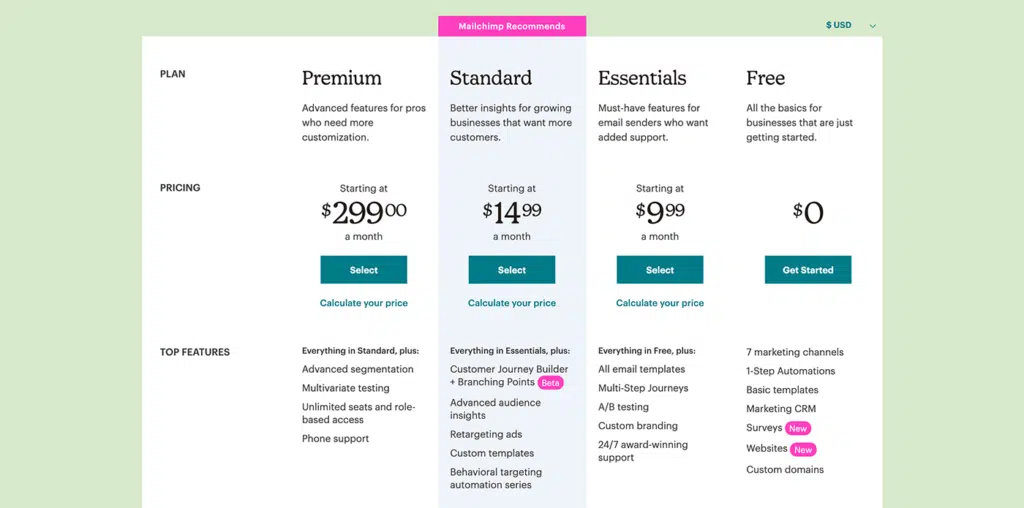 Mailchimp Recommends
$ USD
PLAN
Premium
Advanced features for pros
who need more
customization.
Standard
Better insights for growing
businesses that want more
customers.
Essentials
Must-have features for
email senders who want
added support.
Free
All the basics for
businesses that are just
getting started.
PRICING
Starting at
$299 00
a month
Select
Calculate your price
Starting at
$14 99
a month
Select
Calculate your price
Starting at
$9 99
a month
Select
Calculate your price
$0
Get Started
TOP FEATURES
Everything in Standard, plus:
Advanced segmentation
Multivariate testing
Unlimited seats and role-
based access
Phone support
Everything in Essentials, plus:
Customer Journey Builder
+ Branching Points Beta
Advanced audience
insights
Retargeting ads
Custom templates
Behavioral targeting
automation series
Everything in Free, plus:
All email templates
Multi-Step Journeys
A/B testing
Custom branding
24/7 award-winning
support
7 marketing channels
1-Step Automations
Basic templates
Marketing CRM
Surveys New
Websites New
Custom domains